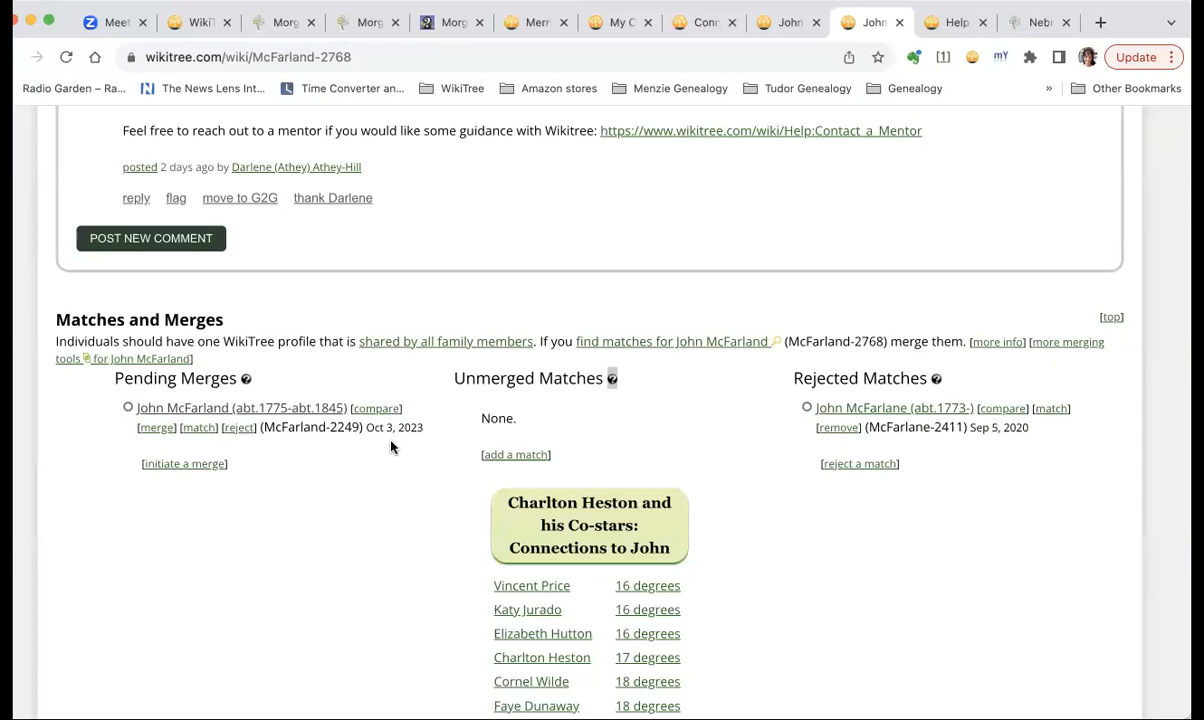 Meet WikiT Morg Morg Morg Merr My C Conn John John Help Neb
wikitree.com/wiki/McFarland-2768 [1] mY Update
Radio Garden – Ra... The News Lens Int... Time Converter an... WikiTree Amazon stores Menzie Genealogy Tudor Genealogy Genealogy » Other Bookmarks
Feel free to reach out to a mentor if you would like some guidance with Wikitree: https://www.wikitree.com/wiki/Help:Contact_a_Mentor
posted 2 days ago by Darlene (Athey) Athey-Hill
reply flag move to G2G thank Darlene
POST NEW COMMENT
Matches and Merges [top]
Individuals should have one WikiTree profile that is shared by all family members. If you find matches for John McFarland (McFarland-2768) merge them. [more info] [more merging
tools for John McFarland]
Pending Merges ? Unmerged Matches ? Rejected Matches ?
John McFarland (abt.1775-abt.1845) [compare]
[merge] [match] [reject] (McFarland-2249) Oct 3, 2023
[initiate a merge]
None.
[add a match]
John McFarlane (abt.1773-) [compare] [match]
[remove] (McFarlane-2411) Sep 5, 2020
[reject a match]
Charlton Heston and
his Co-stars:
Connections to John
Vincent Price 16 degrees
Katy Jurado 16 degrees
Elizabeth Hutton 16 degrees
Charlton Heston 17 degrees
Cornel Wilde 18 degrees
Faye Dunaway 18 degrees